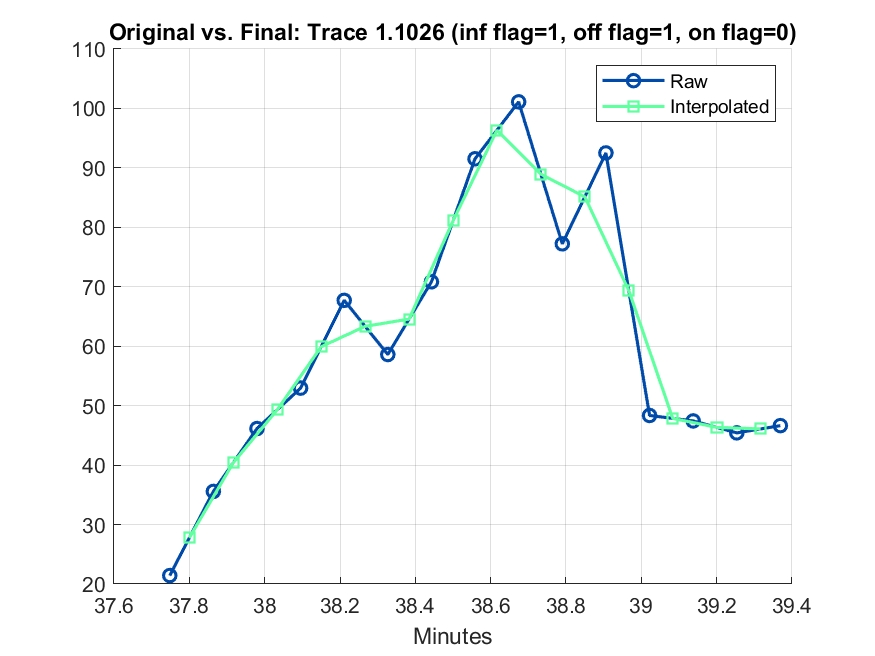 Original vs. Final: Trace 1.1026 (inf flag=1, off flag=1, on flag=0)
110
100
90
80
70
60
50
40
30
20
Raw
Interpolated
37.6 37.8 38 38.2 38.4 38.6 38.8 39 39.2 39.4
Minutes